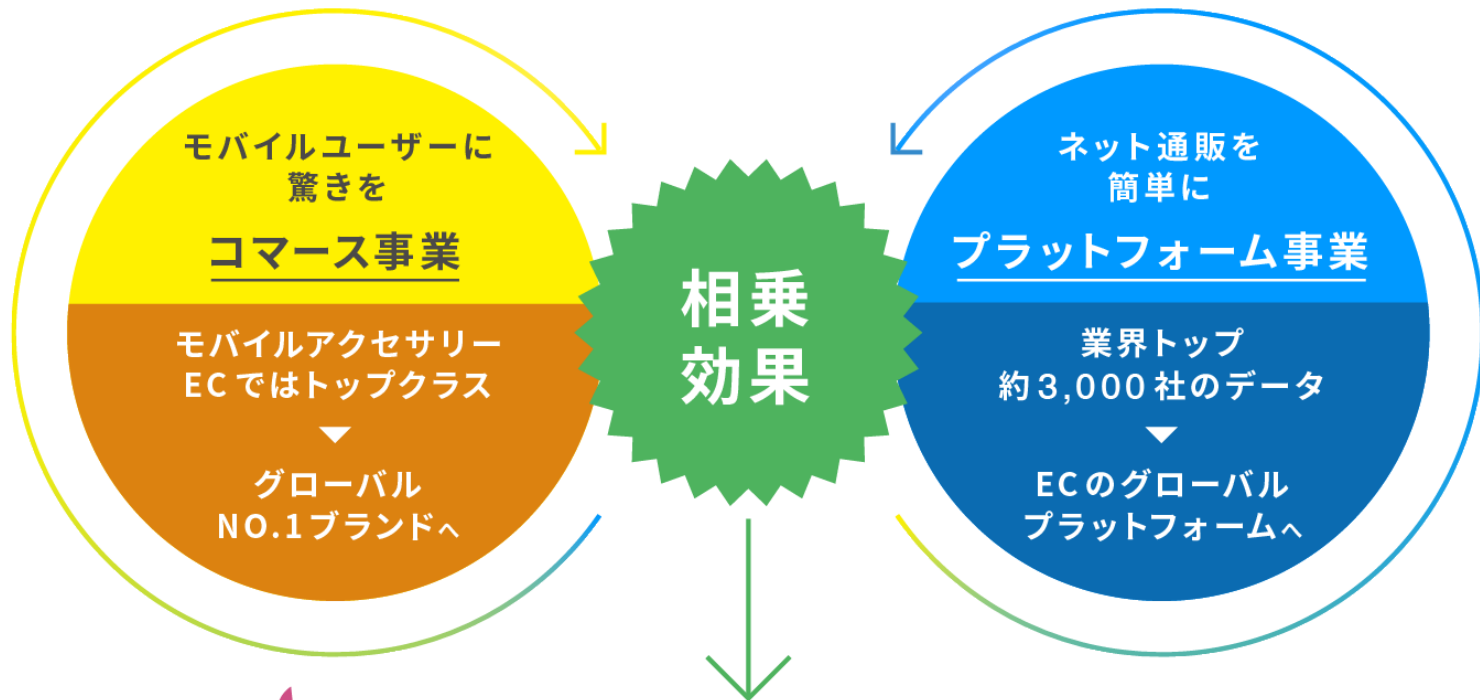 モバイルユーザーに
驚きを
コマース事業
モバイルアクセサリー
ECではトップクラス
グローバル
NO.1ブランドへ
相乗
効果
ネット通販を
簡単に
プラットフォーム事業
業界トップ
約3,000社のデータ
ECのグローバル
プラットフォームへ